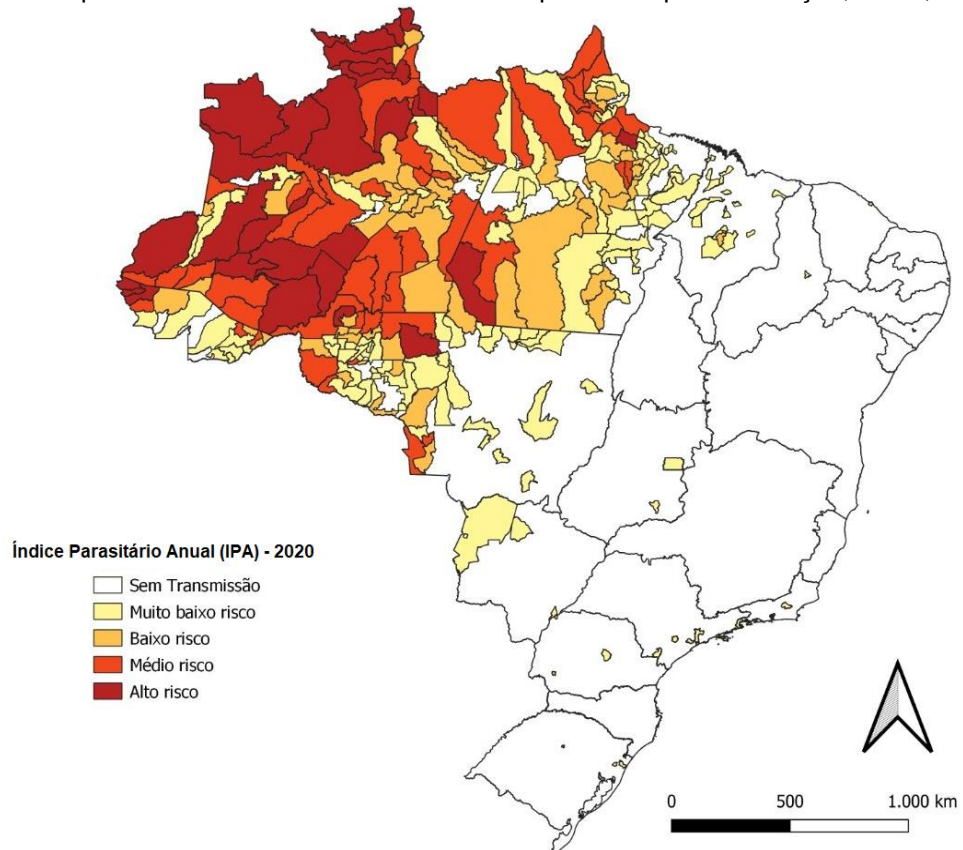 Índice Parasitário Anual (IPA) - 2020
Sem Transmissão
Muito baixo risco
Baixo risco
Médio risco
Alto risco
0 500 1.000 km